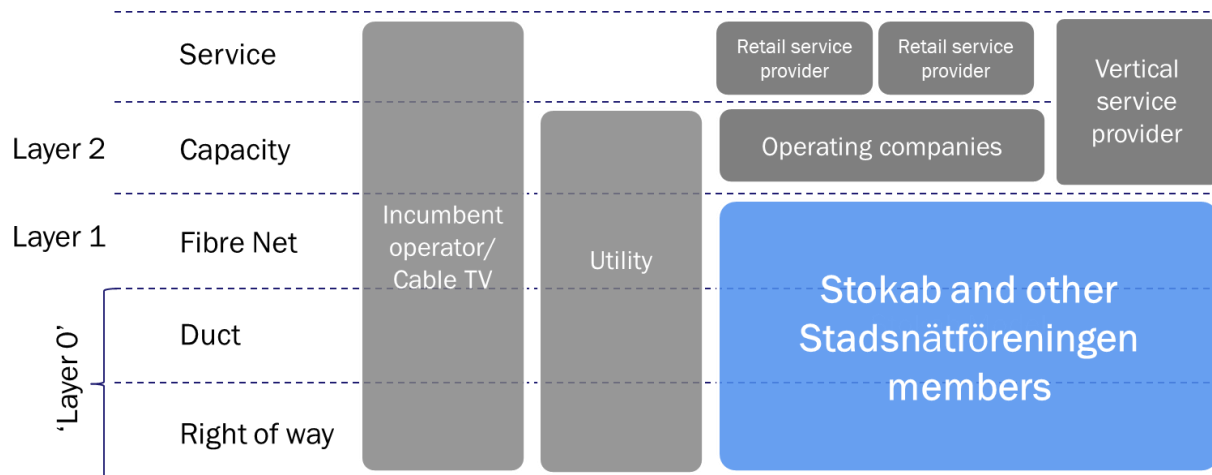 Service
Layer 2
Capacity
Layer 1
Fibre Net
Duct
'Layer 0'
Right of way
Incumbent
operator/
Cable TV
Utility
Retail service
provider
Retail service
provider
Operating companies
Vertical
service
provider
Stokab and other
Stadsnätföreningen
members